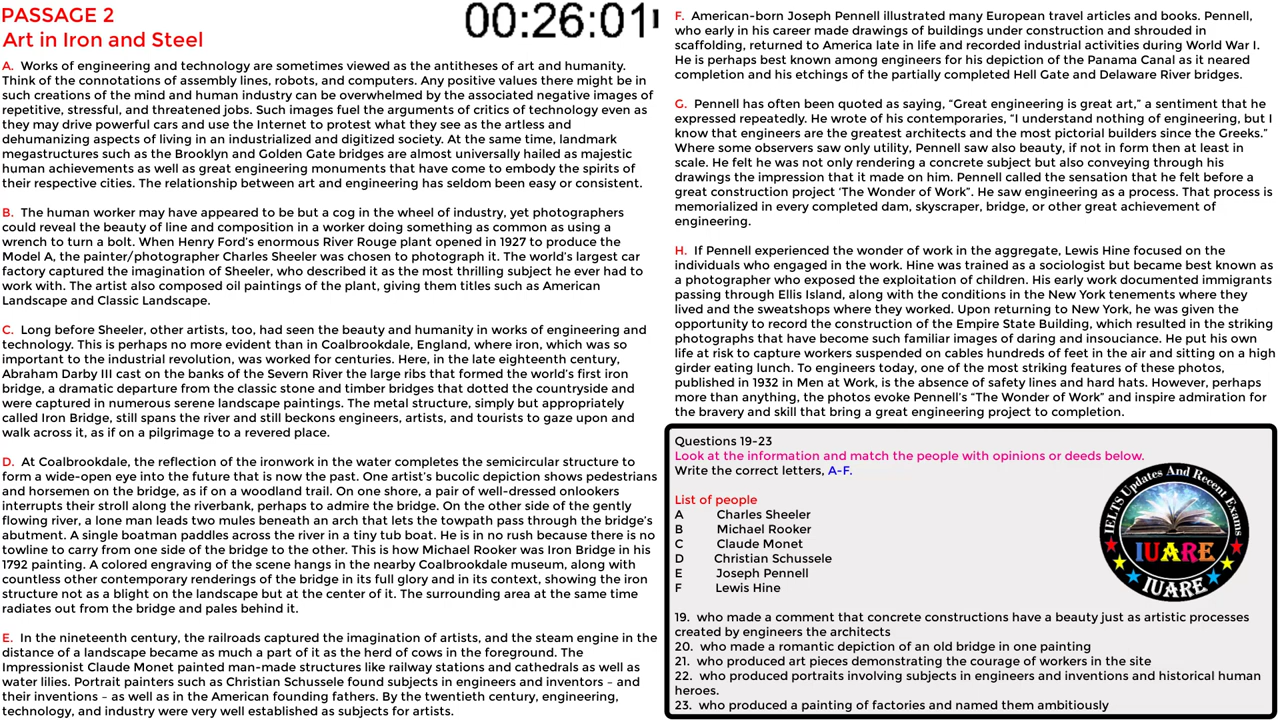 PASSAGE 2
00:26:01
Art in Iron and Steel
A. Works of engineering and technology are sometimes viewed as the antitheses of art and humanity.
Think of the connotations of assembly lines, robots, and computers. Any positive values there might be in
such creations of the mind and human industry can be overwhelmed by the associated negative images of
repetitive, stressful, and threatened jobs. Such images fuel the arguments of critics of technology even as
they may drive powerful cars and use the Internet to protest what they see as the artless and
dehumanizing aspects of living in an industrialized and digitized society. At the same time, landmark
megastructures such as the Brooklyn and Golden Gate bridges are almost universally hailed as majestic
human achievements as well as great engineering monuments that have come to embody the spirits of
their respective cities. The relationship between art and engineering has seldom been easy or consistent.
B. The human worker may have appeared to be but a cog in the wheel of industry, yet photographers
could reveal the beauty of line and composition in a worker doing something as common as using a
wrench to turn a bolt. When Henry Ford's enormous River Rouge plant opened in 1927 to produce the
Model A, the painter/photographer Charles Sheeler was chosen to photograph it. The world's largest car
factory captured the imagination of Sheeler, who described it as the most thrilling subject he ever had to
work with. The artist also composed oil paintings of the plant, giving them titles such as American
Landscape and Classic Landscape.
C. Long before Sheeler, other artists, too, had seen the beauty and humanity in works of engineering and
technology. This is perhaps no more evident than in Coalbrookdale, England, where iron, which was so
important to the industrial revolution, was worked for centuries. Here, in the late eighteenth century,
Abraham Darby III cast on the banks of the Severn River the large ribs that formed the world's first iron
bridge, a dramatic departure from the classic stone and timber bridges that dotted the countryside and
were captured in numerous serene landscape paintings. The metal structure, simply but appropriately
called Iron Bridge, still spans the river and still beckons engineers, artists, and tourists to gaze upon and
walk across it, as if on a pilgrimage to a revered place.
D. At Coalbrookdale, the reflection of the ironwork in the water completes the semicircular structure to
form a wide-open eye into the future that is now the past. One artist's bucolic depiction shows pedestrians
and horsemen on the bridge, as if on a woodland trail. On one shore, a pair of well-dressed onlookers
interrupts their stroll along the riverbank, perhaps to admire the bridge. On the other side of the gently
flowing river, a lone man leads two mules beneath an arch that lets the towpath pass through the bridge's
abutment. A single boatman paddles across the river in a tiny tub boat. He is in no rush because there is no
towline to carry from one side of the bridge to the other. This is how Michael Rooker was Iron Bridge in his
1792 painting. A colored engraving of the scene hangs in the nearby Coalbrookdale museum, along with
countless other contemporary renderings of the bridge in its full glory and in its context, showing the iron
structure not as a blight on the landscape but at the center of it. The surrounding area at the same time
radiates out from the bridge and pales behind it.
E. In the nineteenth century, the railroads captured the imagination of artists, and the steam engine in the
distance of a landscape became as much a part of it as the herd of cows in the foreground. The
Impressionist Claude Monet painted man-made structures like railway stations and cathedrals as well as
water lilies. Portrait painters such as Christian Schussele found subjects in engineers and inventors – and
their inventions – as well as in the American founding fathers. By the twentieth century, engineering,
technology, and industry were very well established as subjects for artists.
F. American-born Joseph Pennell illustrated many European travel articles and books. Pennell,
who early in his career made drawings of buildings under construction and shrouded in
scaffolding, returned to America late in life and recorded industrial activities during World War I.
He is perhaps best known among engineers for his depiction of the Panama Canal as it neared
completion and his etchings of the partially completed Hell Gate and Delaware River bridges.
G. Pennell has often been quoted as saying, "Great engineering is great art," a sentiment that he
expressed repeatedly. He wrote of his contemporaries, "I understand nothing of engineering, but I
know that engineers are the greatest architects and the most pictorial builders since the Greeks."
Where some observers saw only utility, Pennell saw also beauty, if not in form then at least in
scale. He felt he was not only rendering a concrete subject but also conveying through his
drawings the impression that it made on him. Pennell called the sensation that he felt before a
great construction project 'The Wonder of Work". He saw engineering as a process. That process is
memorialized in every completed dam, skyscraper, bridge, or other great achievement of
engineering.
H. If Pennell experienced the wonder of work in the aggregate, Lewis Hine focused on the
individuals who engaged in the work. Hine was trained as a sociologist but became best known as
a photographer who exposed the exploitation of children. His early work documented immigrants
passing through Ellis Island, along with the conditions in the New York tenements where they
lived and the sweatshops where they worked. Upon returning to New York, he was given the
opportunity to record the construction of the Empire State Building, which resulted in the striking
photographs that have become such familiar images of daring and insouciance. He put his own
life at risk to capture workers suspended on cables hundreds of feet in the air and sitting on a high
girder eating lunch. To engineers today, one of the most striking features of these photos,
published in 1932 in Men at Work, is the absence of safety lines and hard hats. However, perhaps
more than anything, the photos evoke Pennell's "The Wonder of Work" and inspire admiration for
the bravery and skill that bring a great engineering project to completion.
Questions 19-23
Look at the information and match the people with opinions or deeds below.
Write the correct letters, A-F.
List of people
A Charles Sheeler
B Michael Rooker
C Claude Monet
D Christian Schussele
E Joseph Pennell
F Lewis Hine
IELTS Updates And Recent Exams
IUARE
IUARE
19. who made a comment that concrete constructions have a beauty just as artistic processes
created by engineers the architects
20. who made a romantic depiction of an old bridge in one painting
21. who produced art pieces demonstrating the courage of workers in the site
22. who produced portraits involving subjects in engineers and inventions and historical human
heroes.
23. who produced a painting of factories and named them ambitiously